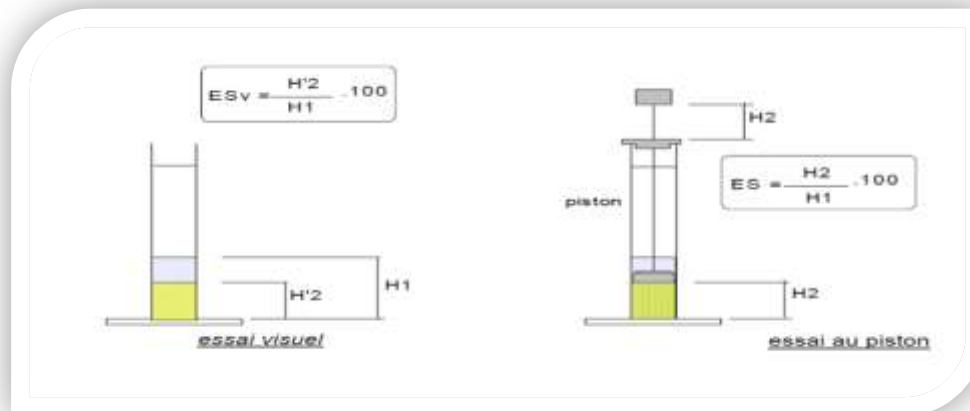 ESv = H'2 / H1 .100
H2
ES = H2 / H1 .100
piston
H'2
H1
H2
essai visuel
essai au piston